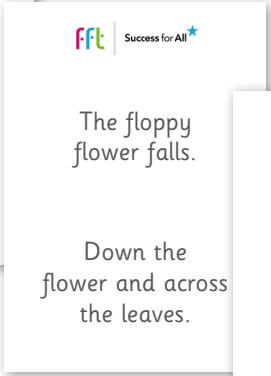 fft Success for All
The floppy
flower falls.
Down the
flower and across
the leaves.